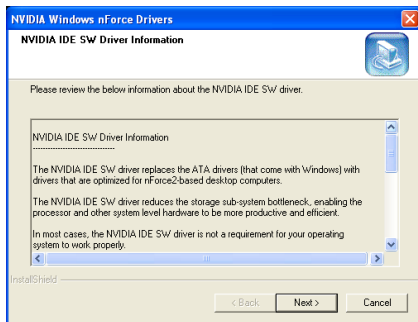 NVIDIA Windows nForce Drivers
NVIDIA IDE SW Driver Information
Please review the below information about the NVIDIA IDE SW driver.
NVIDIA IDE SW Driver Information
--------------------------------
The NVIDIA IDE SW driver replaces the ATA drivers (that come with Windows) with
drivers that are optimized for nForce2-based desktop computers.
The NVIDIA IDE SW driver reduces the storage sub-system bottleneck, enabling the
processor and other system level hardware to be more productive and efficient.
In most cases, the NVIDIA IDE SW driver is not a requirement for your operating
system to work properly.
InstallShield
< Back Next > Cancel